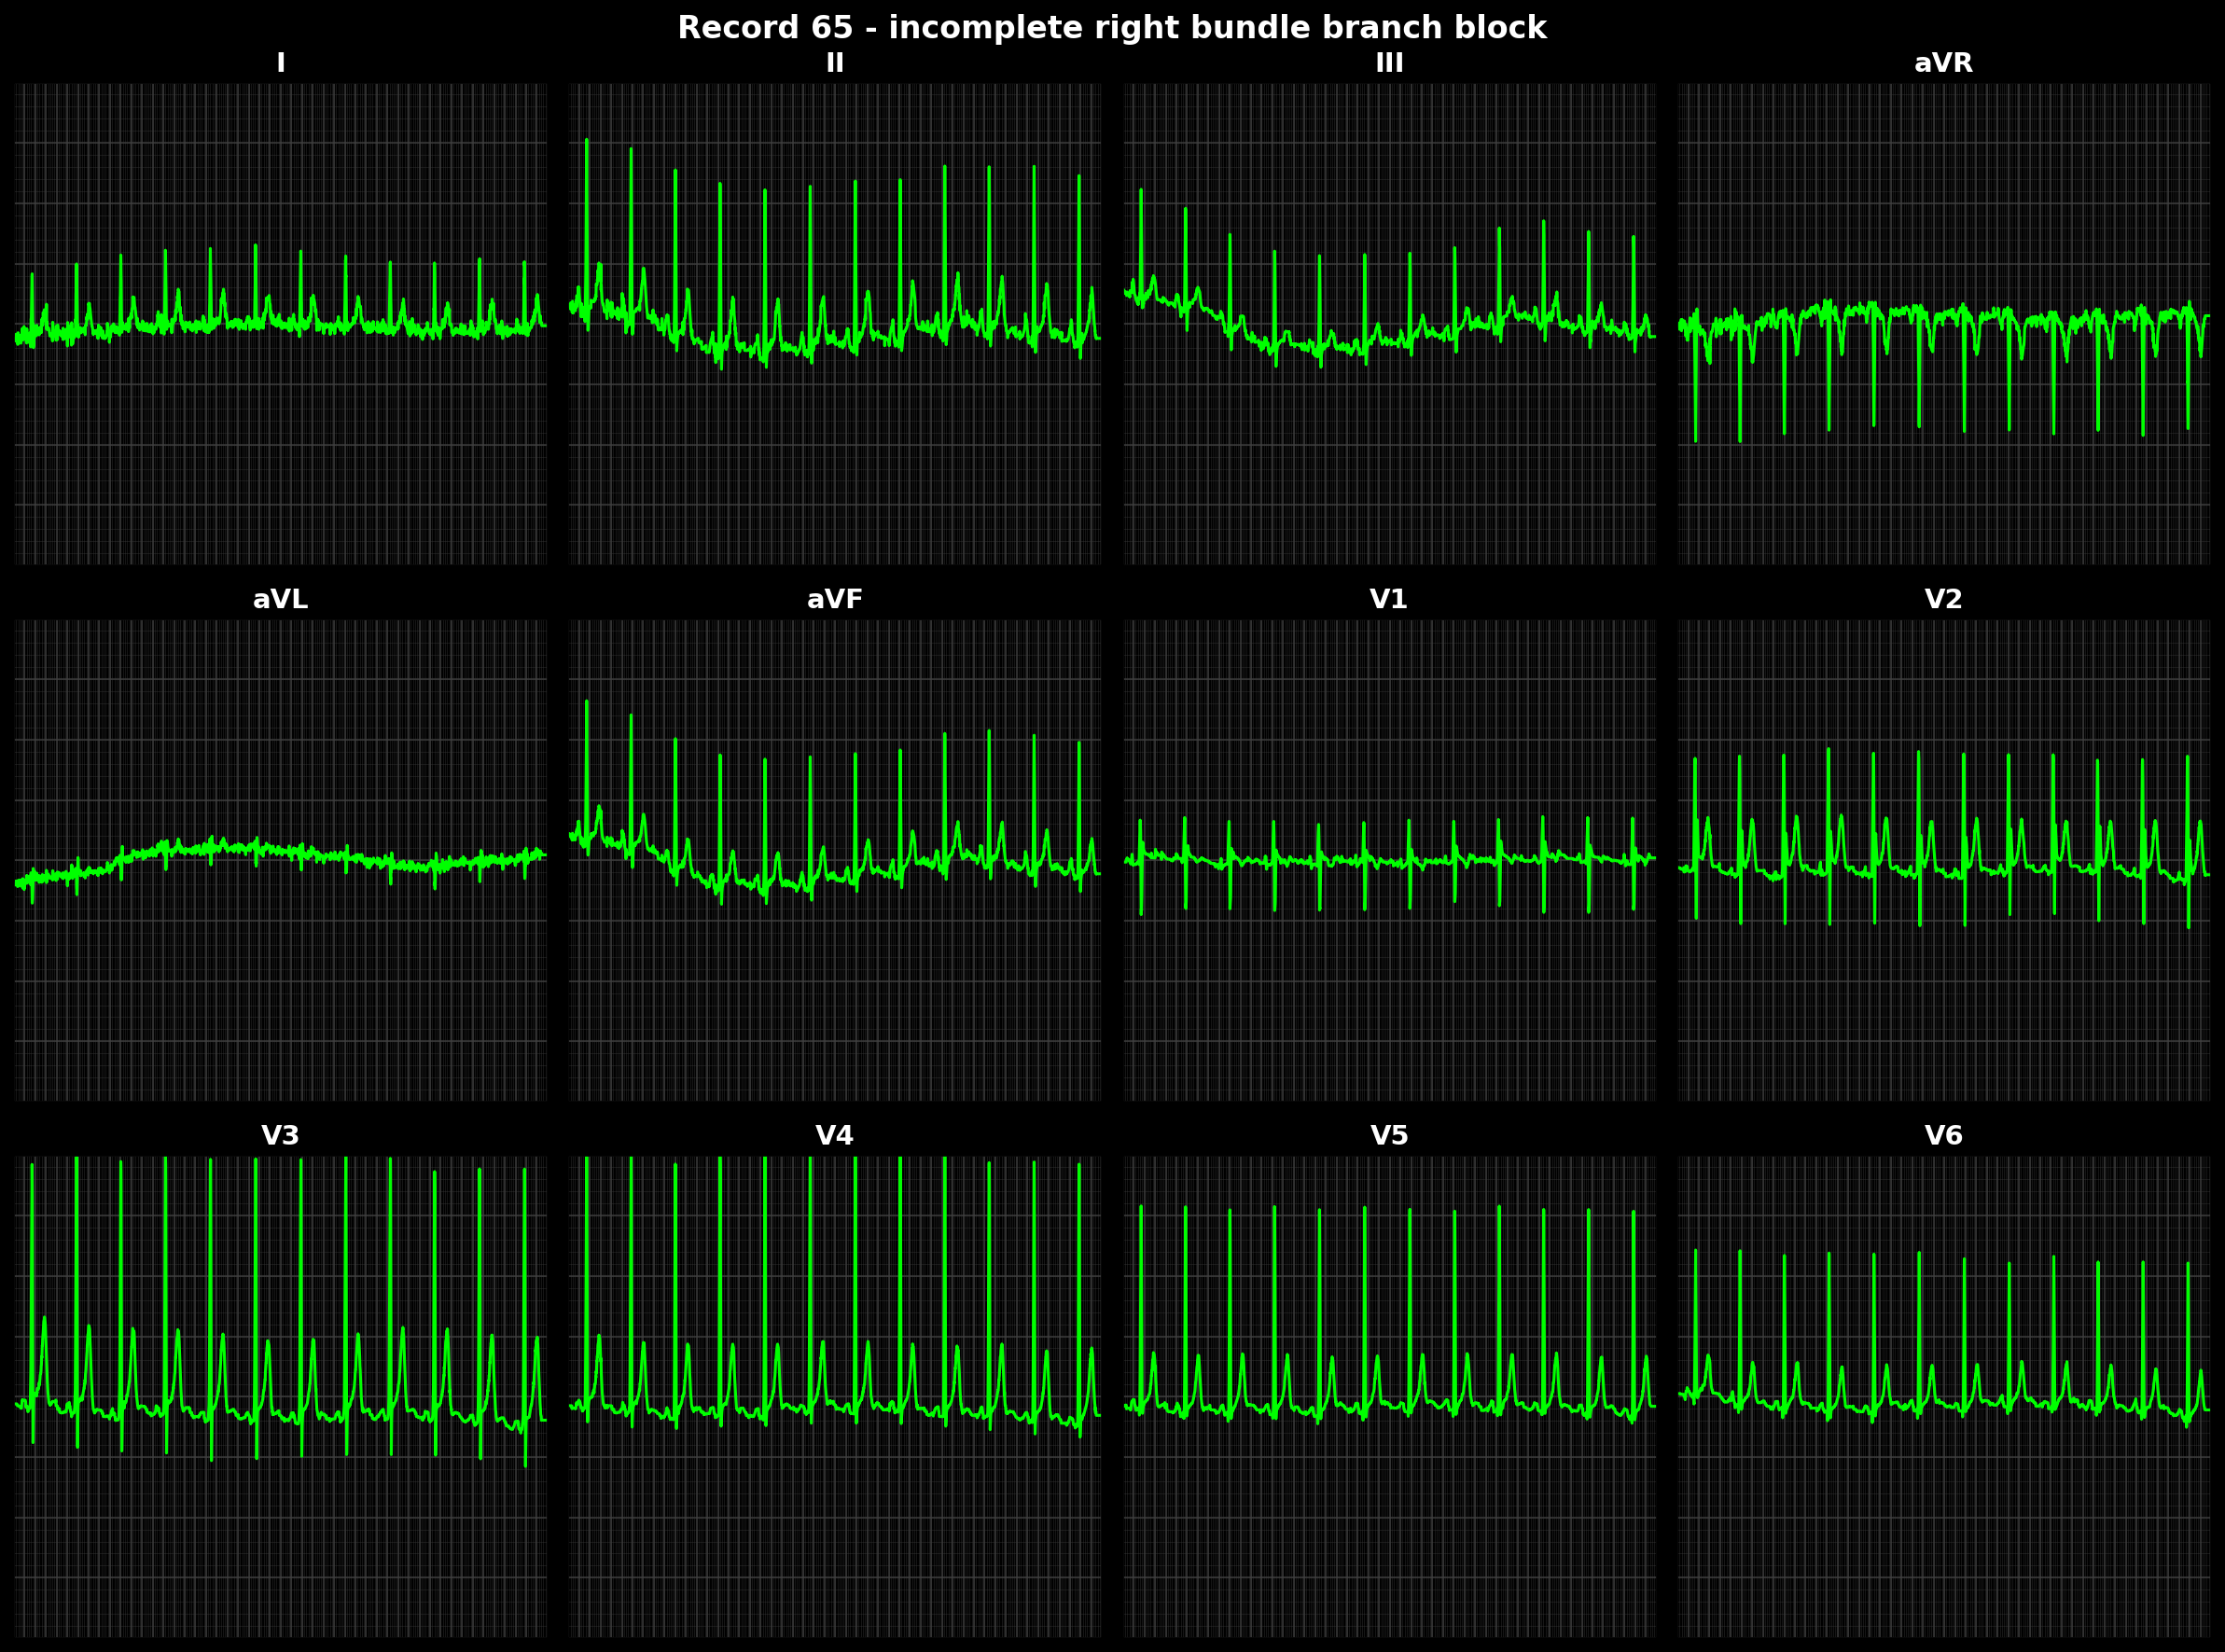 Record 65 - incomplete right bundle branch block
I
II
III
aVR
aVL
aVF
V1
V2
V3
V4
V5
V6